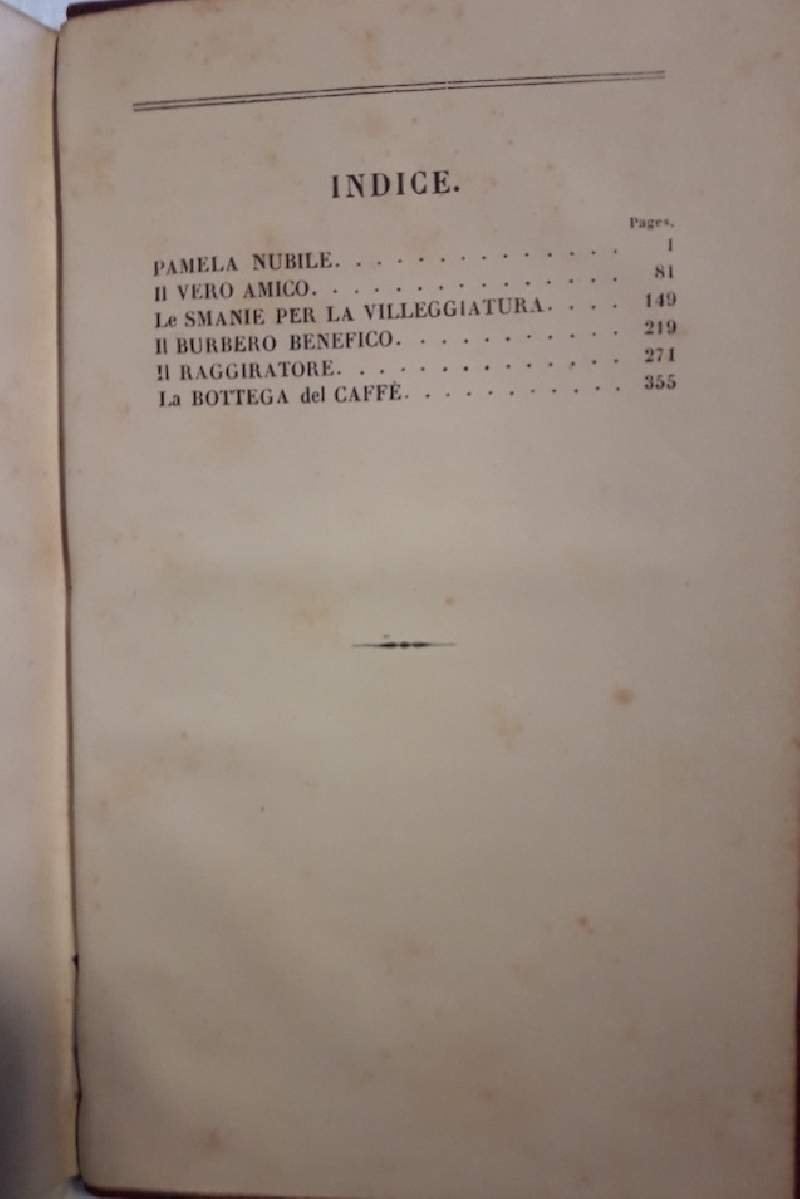 INDICE.
Pages.
PAMELA NUBILE. . . . . . . . . . . . . . 1
Il VERO AMICO. . . . . . . . . . . . . . . 81
Le SMANIE PER LA VILLEGGIATURA. . . . 149
Il BURBERO BENEFICO. . . . . . . . . . . 219
Il RAGGIRATORE. . . . . . . . . . . . . . 271
La BOTTEGA del CAFFÈ. . . . . . . . . . . 355